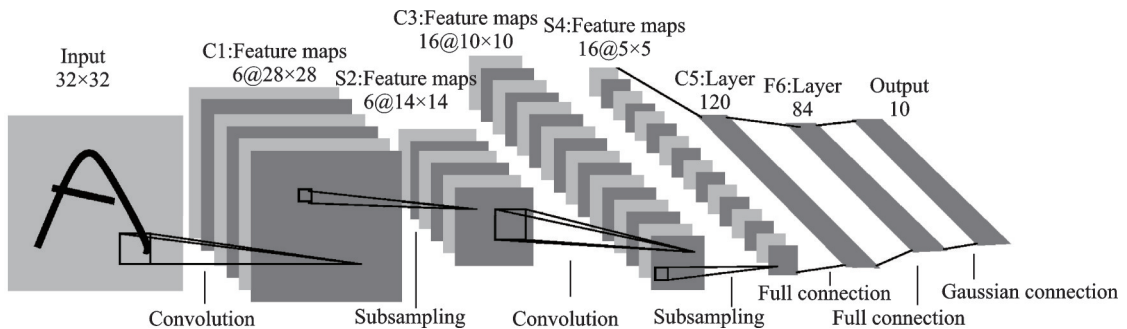 Input
32×32
C1:Feature maps
6@28×28
S2:Feature maps
6@14×14
C3:Feature maps
16@10×10
S4:Feature maps
16@5×5
C5:Layer
120
F6:Layer
84
Output
10
A
Convolution
Subsampling
Convolution
Subsampling
Full connection
Full connection
Gaussian connection